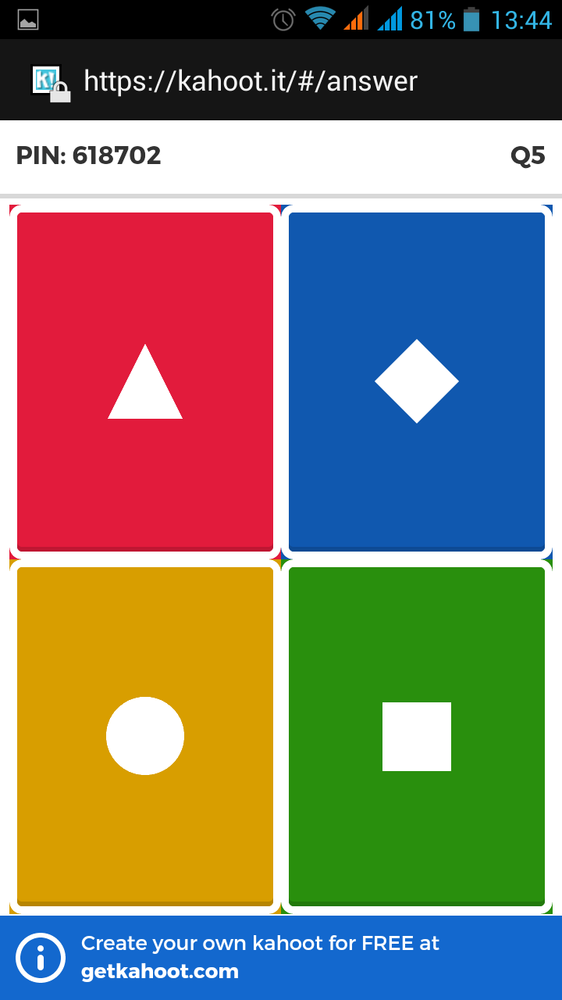 81% 13:44
K!
https://kahoot.it/#/answer
PIN: 618702 Q5
Create your own kahoot for FREE at
getkahoot.com